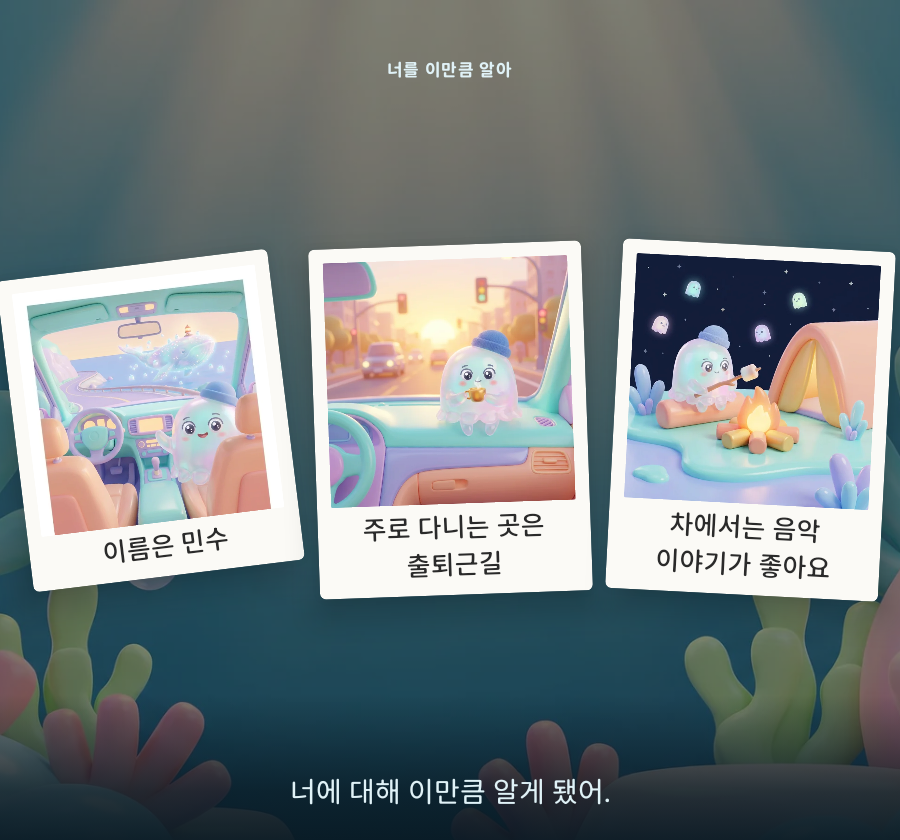 너를 이만큼 알아
이름은 민수
주로 다니는 곳은
출퇴근길
차에서는 음악
이야기가 좋아요
너에 대해 이만큼 알게 됐어.